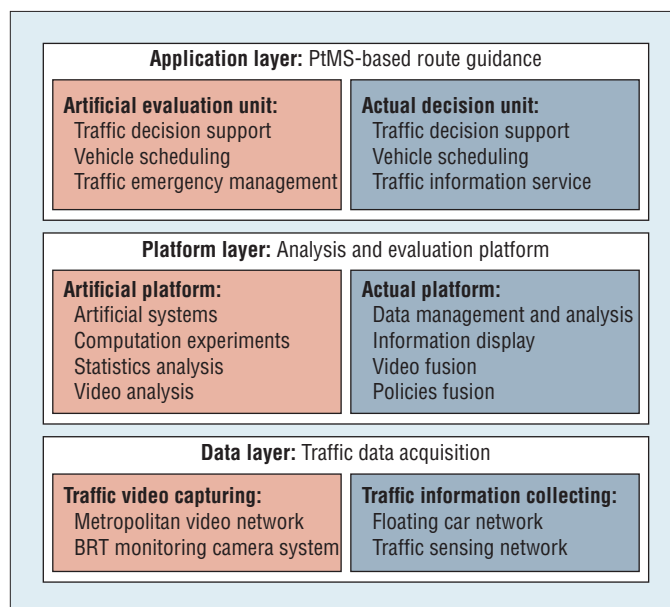 Application layer: PtMS-based route guidance
Artificial evaluation unit:
Traffic decision support
Vehicle scheduling
Traffic emergency management
Actual decision unit:
Traffic decision support
Vehicle scheduling
Traffic information service
Platform layer: Analysis and evaluation platform
Artificial platform:
Artificial systems
Computation experiments
Statistics analysis
Video analysis
Actual platform:
Data management and analysis
Information display
Video fusion
Policies fusion
Data layer: Traffic data acquisition
Traffic video capturing:
Metropolitan video network
BRT monitoring camera system
Traffic information collecting:
Floating car network
Traffic sensing network